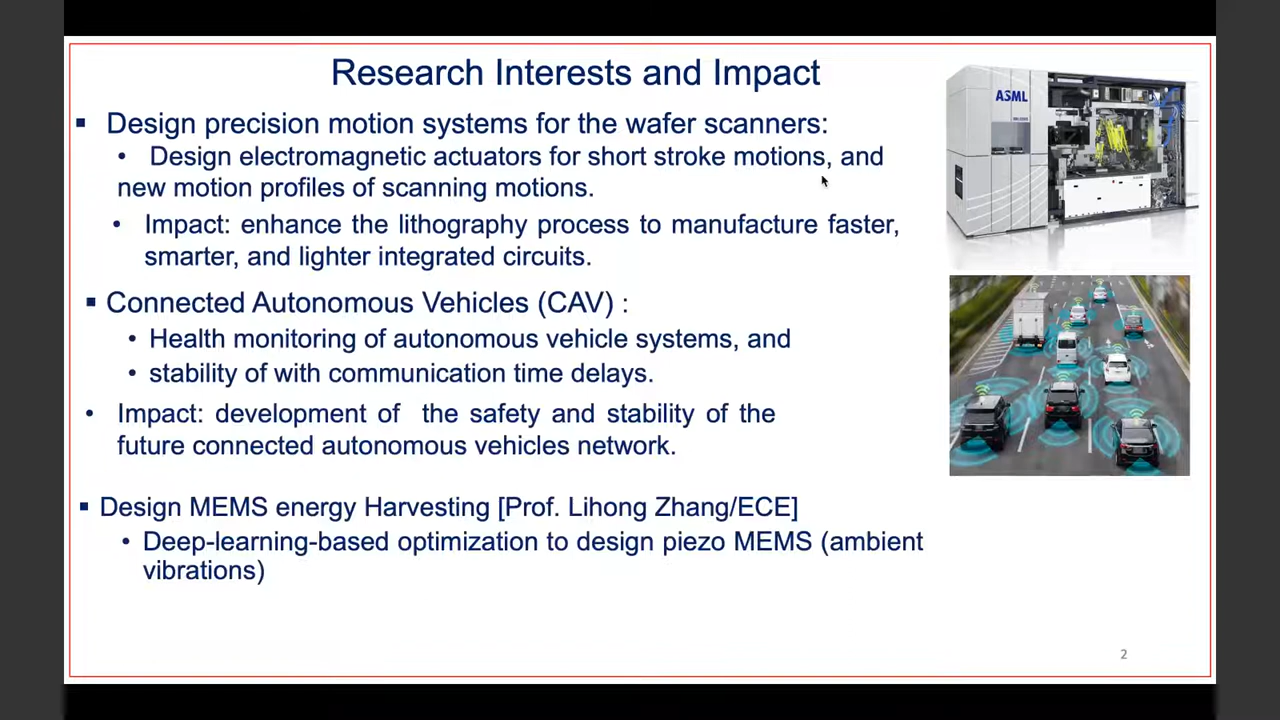 Research Interests and Impact
▪ Design precision motion systems for the wafer scanners:
• Design electromagnetic actuators for short stroke motions, and
new motion profiles of scanning motions.
• Impact: enhance the lithography process to manufacture faster,
smarter, and lighter integrated circuits.
▪ Connected Autonomous Vehicles (CAV) :
• Health monitoring of autonomous vehicle systems, and
• stability of with communication time delays.
• Impact: development of the safety and stability of the
future connected autonomous vehicles network.
▪ Design MEMS energy Harvesting [Prof. Lihong Zhang/ECE]
• Deep-learning-based optimization to design piezo MEMS (ambient
vibrations)
ASML
2